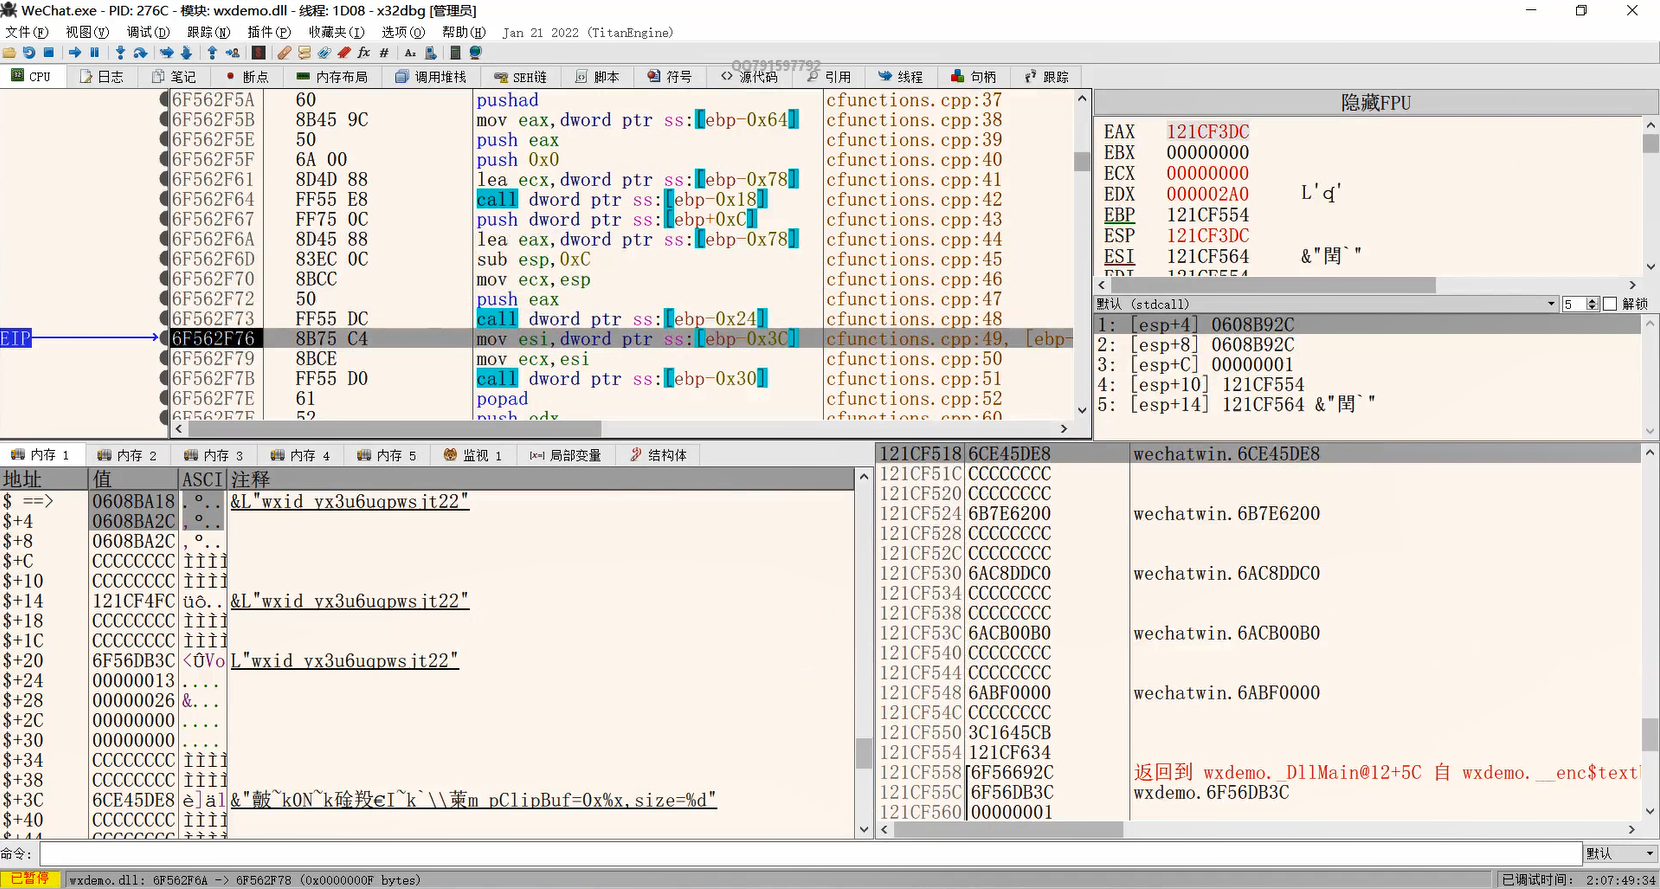 WeChat.exe - PID: 276C - 模块: wxdemo.dll - 线程: 1D08 - x32dbg [管理员]
文件(F) 视图(V) 调试(D) 跟踪(N) 插件(P) 收藏夹(I) 选项(O) 帮助(H) Jan 21 2022 (TitanEngine)
CPU 日志 笔记 断点 内存布局 调用堆栈 SEH链 脚本 符号 源代码 引用 线程 句柄 跟踪
QQ791597792
6F562F5A 60 pushad cfunctions.cpp:37
6F562F5B 8B45 9C mov eax,dword ptr ss:[ebp-0x64] cfunctions.cpp:38
6F562F5E 50 push eax cfunctions.cpp:39
6F562F5F 6A 00 push 0x0 cfunctions.cpp:40
6F562F61 8D4D 88 lea ecx,dword ptr ss:[ebp-0x78] cfunctions.cpp:41
6F562F64 FF55 E8 call dword ptr ss:[ebp-0x18] cfunctions.cpp:42
6F562F67 FF75 0C push dword ptr ss:[ebp+0xC] cfunctions.cpp:43
6F562F6A 8D45 88 lea eax,dword ptr ss:[ebp-0x78] cfunctions.cpp:44
6F562F6D 83EC 0C sub esp,0xC cfunctions.cpp:45
6F562F70 8BCC mov ecx,esp cfunctions.cpp:46
6F562F72 50 push eax cfunctions.cpp:47
6F562F73 FF55 DC call dword ptr ss:[ebp-0x24] cfunctions.cpp:48
EIP 6F562F76 8B75 C4 mov esi,dword ptr ss:[ebp-0x3C] cfunctions.cpp:49, [ebp-
6F562F79 8BCE mov ecx,esi cfunctions.cpp:50
6F562F7B FF55 D0 call dword ptr ss:[ebp-0x30] cfunctions.cpp:51
6F562F7E 61 popad cfunctions.cpp:52
6F562F7F 52 push edx cfunctions.cpp:60
隐藏FPU
EAX 121CF3DC
EBX 00000000
ECX 00000000
EDX 000002A0 L'ʠ'
EBP 121CF554
ESP 121CF3DC
ESI 121CF564 &"閏`"
EDI 121CF554
默认 (stdcall) 5 解锁
1: [esp+4] 0608B92C
2: [esp+8] 0608B92C
3: [esp+C] 00000001
4: [esp+10] 121CF554
5: [esp+14] 121CF564 &"閏`"
内存 1 内存 2 内存 3 内存 4 内存 5 监视 1 局部变量 结构体
地址 值 ASCI 注释
$ ==> 0608BA18 .º.. &L"wxid_yx3u6uqpwsjt22"
$+4 0608BA2C ,º..
$+8 0608BA2C ,º..
$+C CCCCCCCC ÌÌÌÌ
$+10 CCCCCCCC ÌÌÌÌ
$+14 121CF4FC üô.. &L"wxid_yx3u6uqpwsjt22"
$+18 CCCCCCCC ÌÌÌÌ
$+1C CCCCCCCC ÌÌÌÌ
$+20 6F56DB3C <ÛVo L"wxid_yx3u6uqpwsjt22"
$+24 00000013 ....
$+28 00000026 &...
$+2C 00000000 ....
$+30 00000000 ....
$+34 CCCCCCCC ÌÌÌÌ
$+38 CCCCCCCC ÌÌÌÌ
$+3C 6CE45DE8 è]äl m_pClipBuf=0x%x,size=%d"
$+40 CCCCCCCC ÌÌÌÌ
$+44
121CF518 6CE45DE8 wechatwin.6CE45DE8
121CF51C CCCCCCCC
121CF520 CCCCCCCC
121CF524 6B7E6200 wechatwin.6B7E6200
121CF528 CCCCCCCC
121CF52C CCCCCCCC
121CF530 6AC8DDC0 wechatwin.6AC8DDC0
121CF534 CCCCCCCC
121CF538 CCCCCCCC
121CF53C 6ACB00B0 wechatwin.6ACB00B0
121CF540 CCCCCCCC
121CF544 CCCCCCCC
121CF548 6ABF0000 wechatwin.6ABF0000
121CF54C CCCCCCCC
121CF550 3C1645CB
121CF554 121CF634
121CF558 6F56692C 返回到 wxdemo._DllMain@12+5C 自 wxdemo.__enc$text
121CF55C 6F56DB3C wxdemo.6F56DB3C
121CF560 00000001
命令: 默认
已暂停 wxdemo.dll: 6F562F6A -> 6F562F78 (0x0000000F bytes) 已调试时间: 2:07:49:34